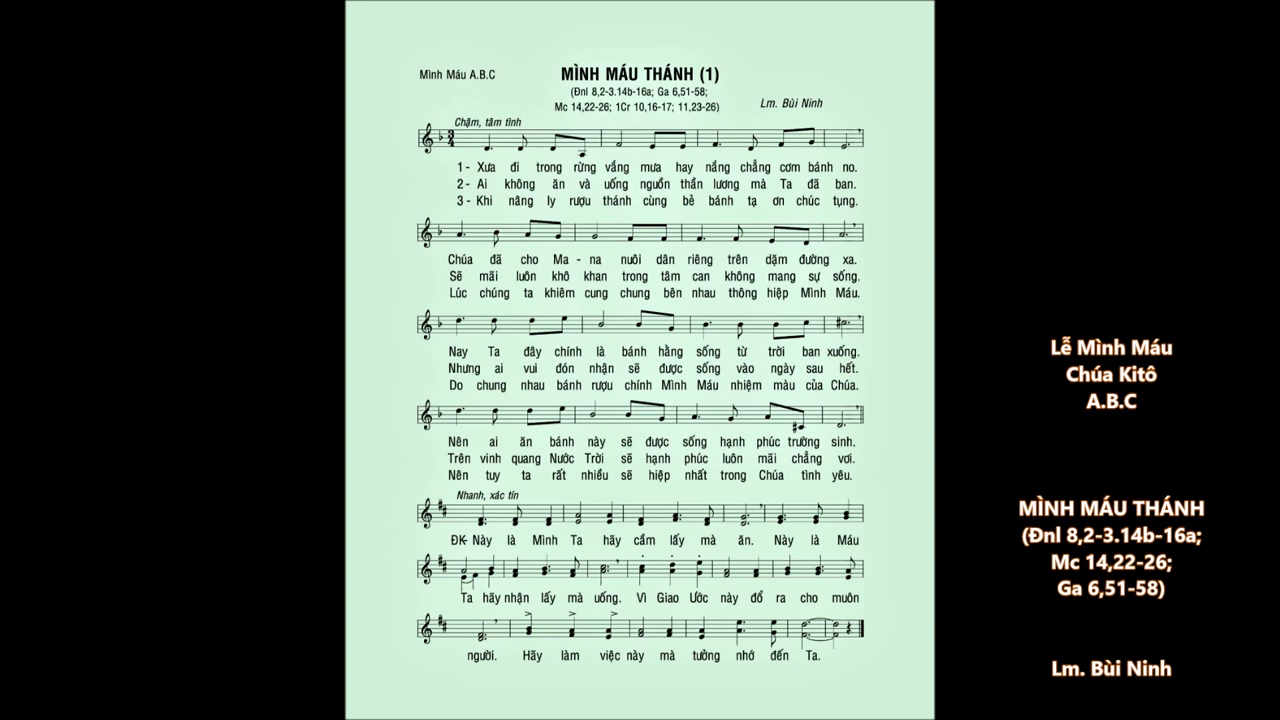 Mình Máu A.B.C
MÌNH MÁU THÁNH (1)
(Đnl 8,2-3.14b-16a; Ga 6,51-58;
Mc 14,22-26; 1Cr 10,16-17; 11,23-26)
Lm. Bùi Ninh
Chậm, tâm tình
1- Xưa đi trong rừng vắng mưa hay nắng chẳng cơm bánh no.
2- Ai không ăn và uống nguồn thần lương mà Ta đã ban.
3- Khi nâng ly rượu thánh cùng bẻ bánh tạ ơn chúc tụng.
Chúa đã cho Ma - na nuôi dân riêng trên dặm đường xa.
Sẽ mãi luôn khô khan trong tâm can không mang sự sống.
Lúc chúng ta khiêm cung chung bên nhau thông hiệp Mình Máu.
Nay Ta đây chính là bánh hằng sống từ trời ban xuống.
Nhưng ai vui đón nhận sẽ được sống vào ngày sau hết.
Do chung nhau bánh rượu chính Mình Máu nhiệm màu của Chúa.
Nên ai ăn bánh này sẽ được sống hạnh phúc trường sinh.
Trên vinh quang Nước Trời sẽ hạnh phúc luôn mãi chẳng vơi.
Nên tuy ta rất nhiều sẽ hiệp nhất trong Chúa tình yêu.
Nhanh, xác tín
ĐK- Này là Mình Ta hãy cầm lấy mà ăn. Này là Máu
Ta hãy nhận lấy mà uống. Vì Giao Ước này đổ ra cho muôn
người. Hãy làm việc này mà tưởng nhớ đến Ta.
Lễ Mình Máu
Chúa Kitô
A.B.C
MÌNH MÁU THÁNH
(Đnl 8,2-3.14b-16a;
Mc 14,22-26;
Ga 6,51-58)
Lm. Bùi Ninh